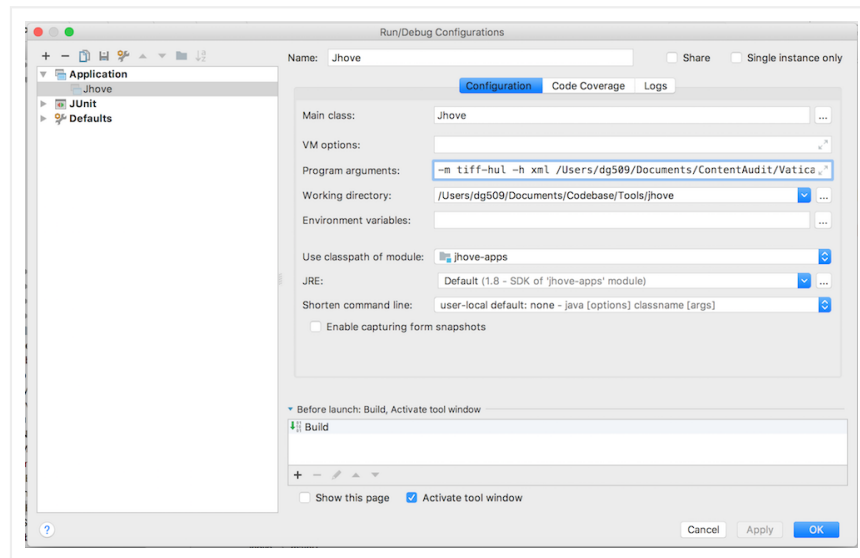 Run/Debug Configurations
Name: Jhove
Share
Single instance only
Application
Jhove
JUnit
Defaults
Configuration
Code Coverage
Logs
Main class: Jhove
VM options:
Program arguments: -m tiff-hul -h xml /Users/dg509/Documents/ContentAudit/Vatica
Working directory: /Users/dg509/Documents/Codebase/Tools/jhove
Environment variables:
Use classpath of module: jhove-apps
JRE: Default (1.8 - SDK of 'jhove-apps' module)
Shorten command line: user-local default: none - java [options] classname [args]
Enable capturing form snapshots
Before launch: Build, Activate tool window
Build
Show this page
Activate tool window
?
Cancel
Apply
OK